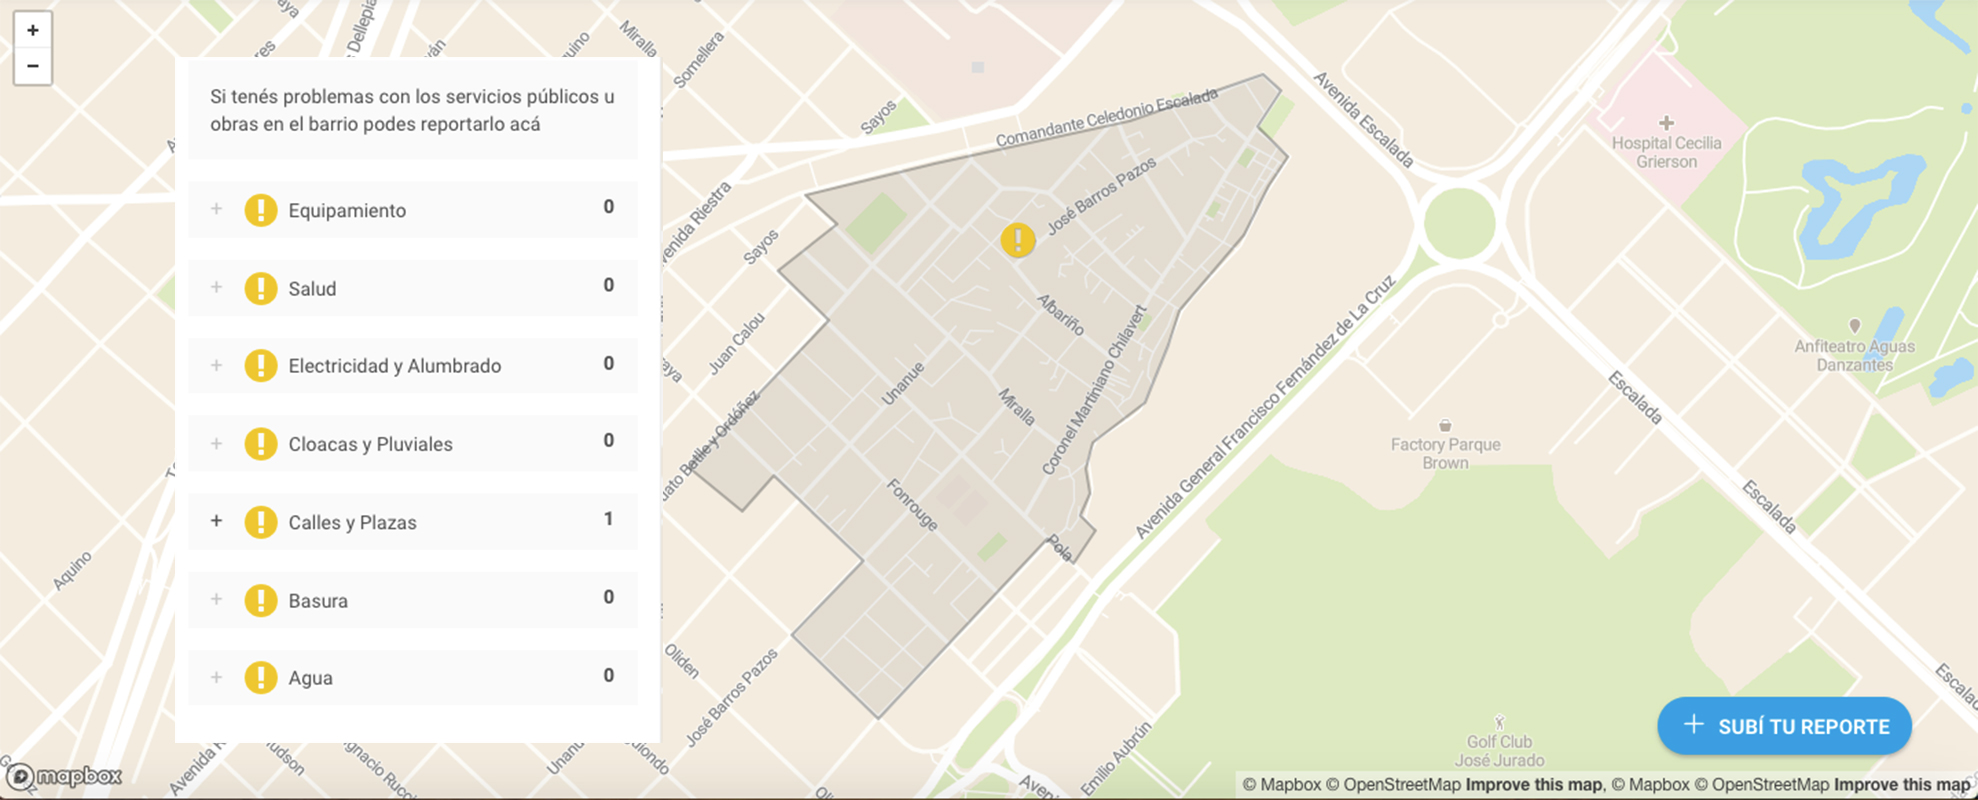 +
−
Si tenés problemas con los servicios públicos u
obras en el barrio podes reportarlo acá
+ ! Equipamiento 0
+ ! Salud 0
+ ! Electricidad y Alumbrado 0
+ ! Cloacas y Pluviales 0
+ ! Calles y Plazas 1
+ ! Basura 0
+ ! Agua 0
Miralla
Somellera
Sayos
Comandante Celedonio Escalada
Avenida Escalada
Hospital Cecilia
Grierson
José Barros Pazos
!
Sayos
Juan Calou
Albariño
Unanue
Miralla
Coronel Martiniano Chilavert
Avenida General Francisco Fernández de La Cruz
Anfiteatro Aguas
Danzantes
Escalada
Factory Parque
Brown
Fonrouge
Escalada
Pola
Aquino
Oliden
José Barros Pazos
Emilio Aubrún
Golf Club
José Jurado
+ SUBÍ TU REPORTE
mapbox
© Mapbox © OpenStreetMap Improve this map, © Mapbox © OpenStreetMap Improve this map